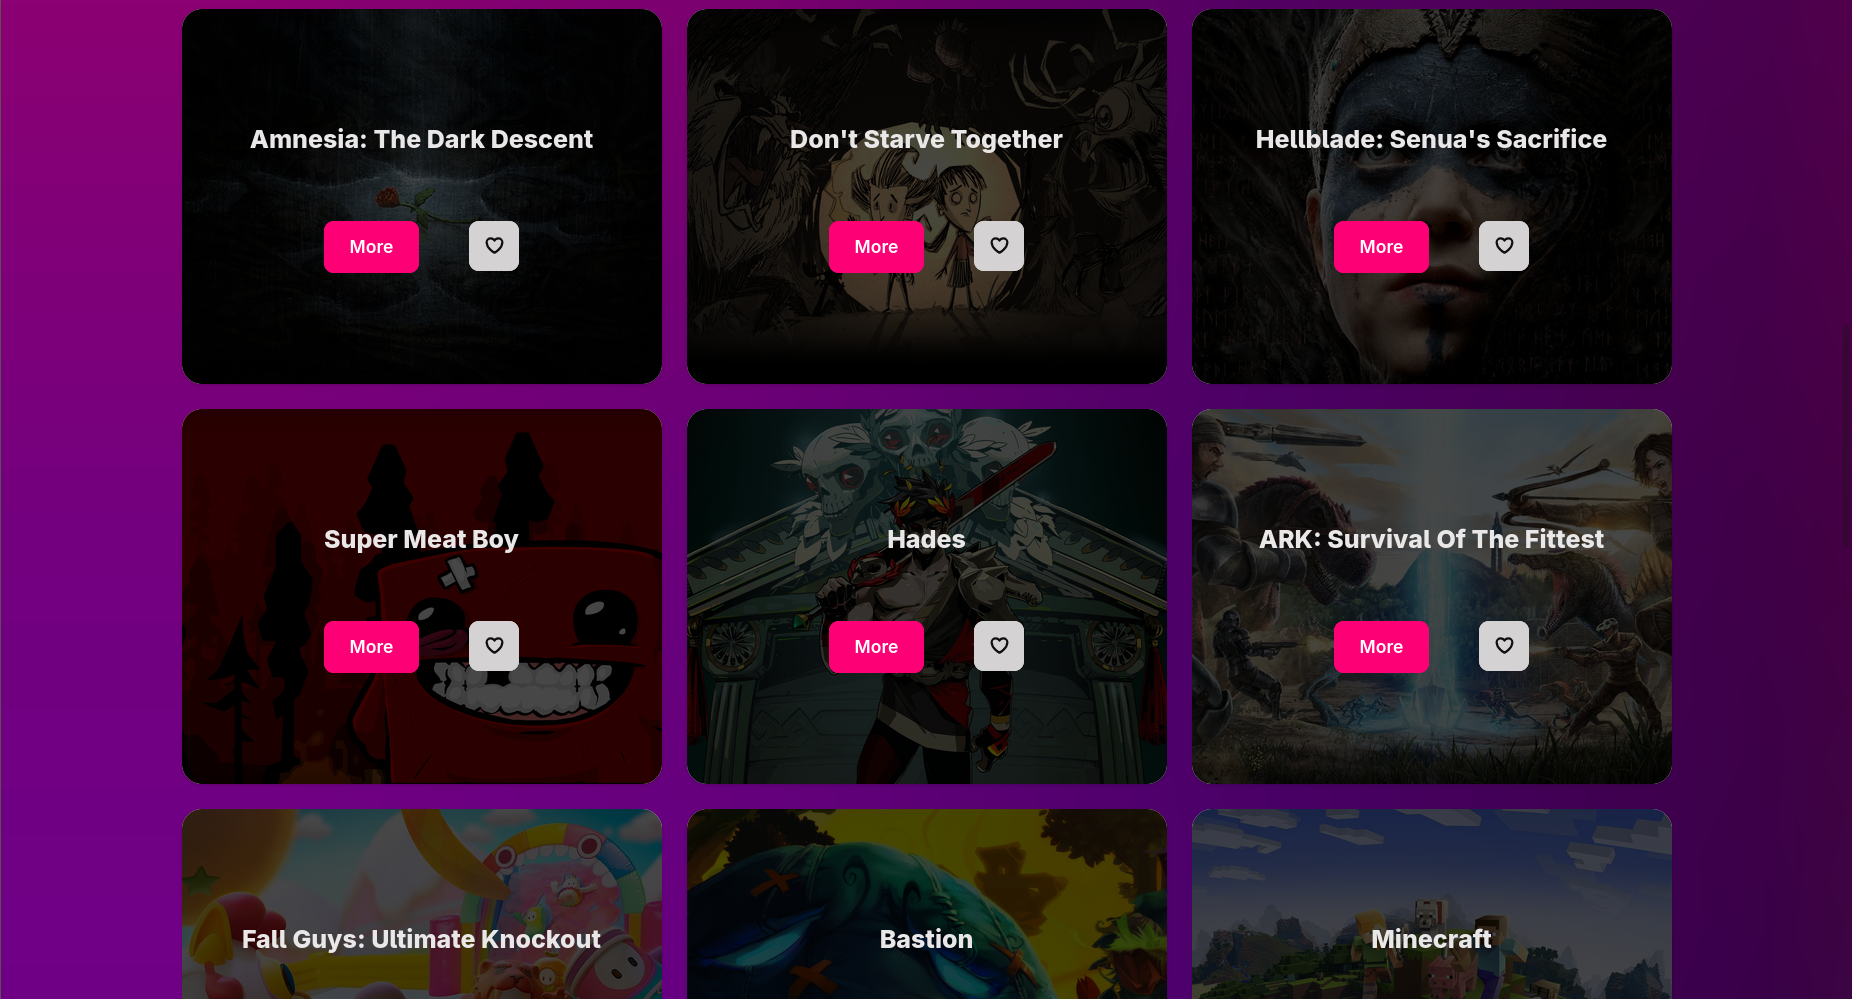 Amnesia: The Dark Descent
Don't Starve Together
Hellblade: Senua's Sacrifice
More
More
More
Super Meat Boy
Hades
ARK: Survival Of The Fittest
More
More
More
Fall Guys: Ultimate Knockout
Bastion
Minecraft